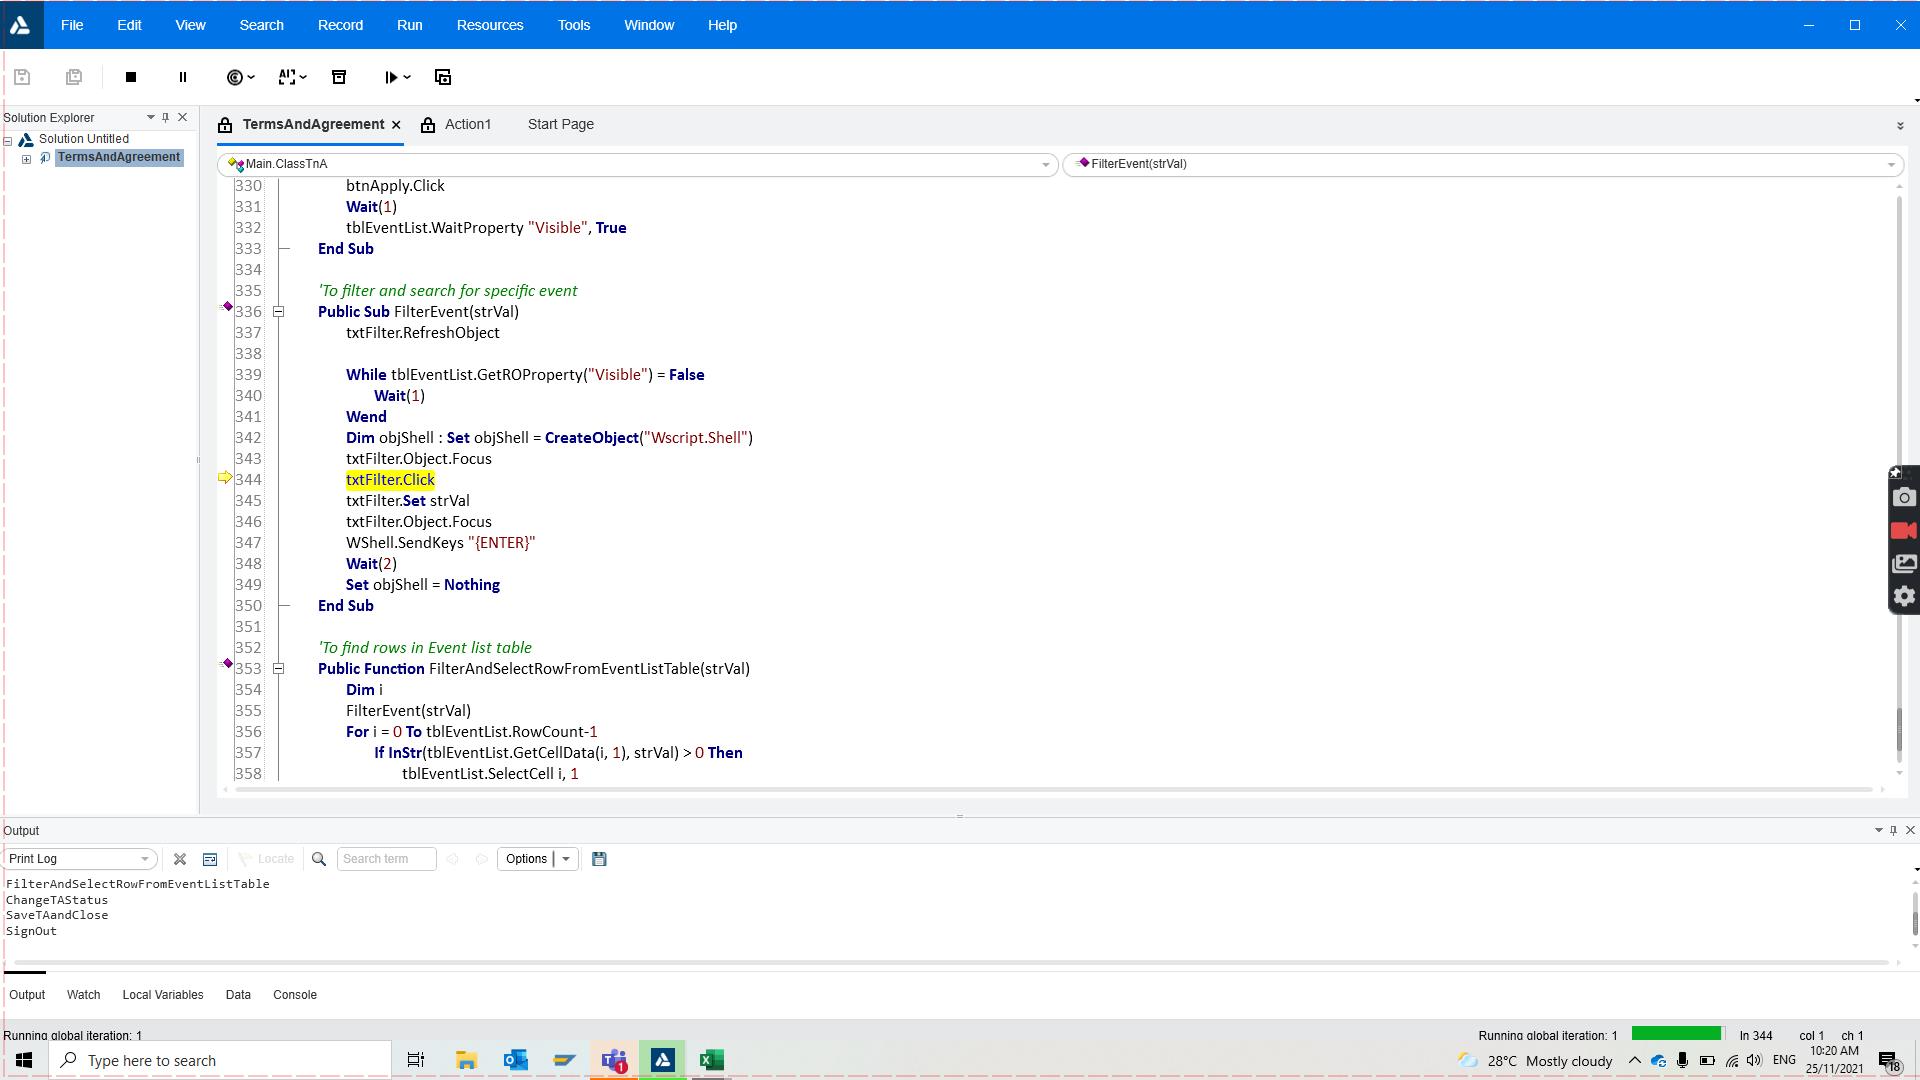 File Edit View Search Record Run Resources Tools Window Help
Solution Explorer
Solution Untitled
TermsAndAgreement
TermsAndAgreement Action1 Start Page
Main.ClassTnA FilterEvent(strVal)
330 btnApply.Click
331 Wait(1)
332 tblEventList.WaitProperty "Visible", True
333 End Sub
334
335 'To filter and search for specific event
336 Public Sub FilterEvent(strVal)
337 txtFilter.RefreshObject
338
339 While tblEventList.GetROProperty("Visible") = False
340 Wait(1)
341 Wend
342 Dim objShell : Set objShell = CreateObject("Wscript.Shell")
343 txtFilter.Object.Focus
344 txtFilter.Click
345 txtFilter.Set strVal
346 txtFilter.Object.Focus
347 WShell.SendKeys "{ENTER}"
348 Wait(2)
349 Set objShell = Nothing
350 End Sub
351
352 'To find rows in Event list table
353 Public Function FilterAndSelectRowFromEventListTable(strVal)
354 Dim i
355 FilterEvent(strVal)
356 For i = 0 To tblEventList.RowCount-1
357 If InStr(tblEventList.GetCellData(i, 1), strVal) > 0 Then
358 tblEventList.SelectCell i, 1
Output
Print Log Locate Search term Options
FilterAndSelectRowFromEventListTable
ChangeTAStatus
SaveTAandClose
SignOut
Output Watch Local Variables Data Console
Running global iteration: 1 Running global iteration: 1 ln 344 col 1 ch 1
Type here to search 1 28°C Mostly cloudy ENG 10:20 AM 18
25/11/2021